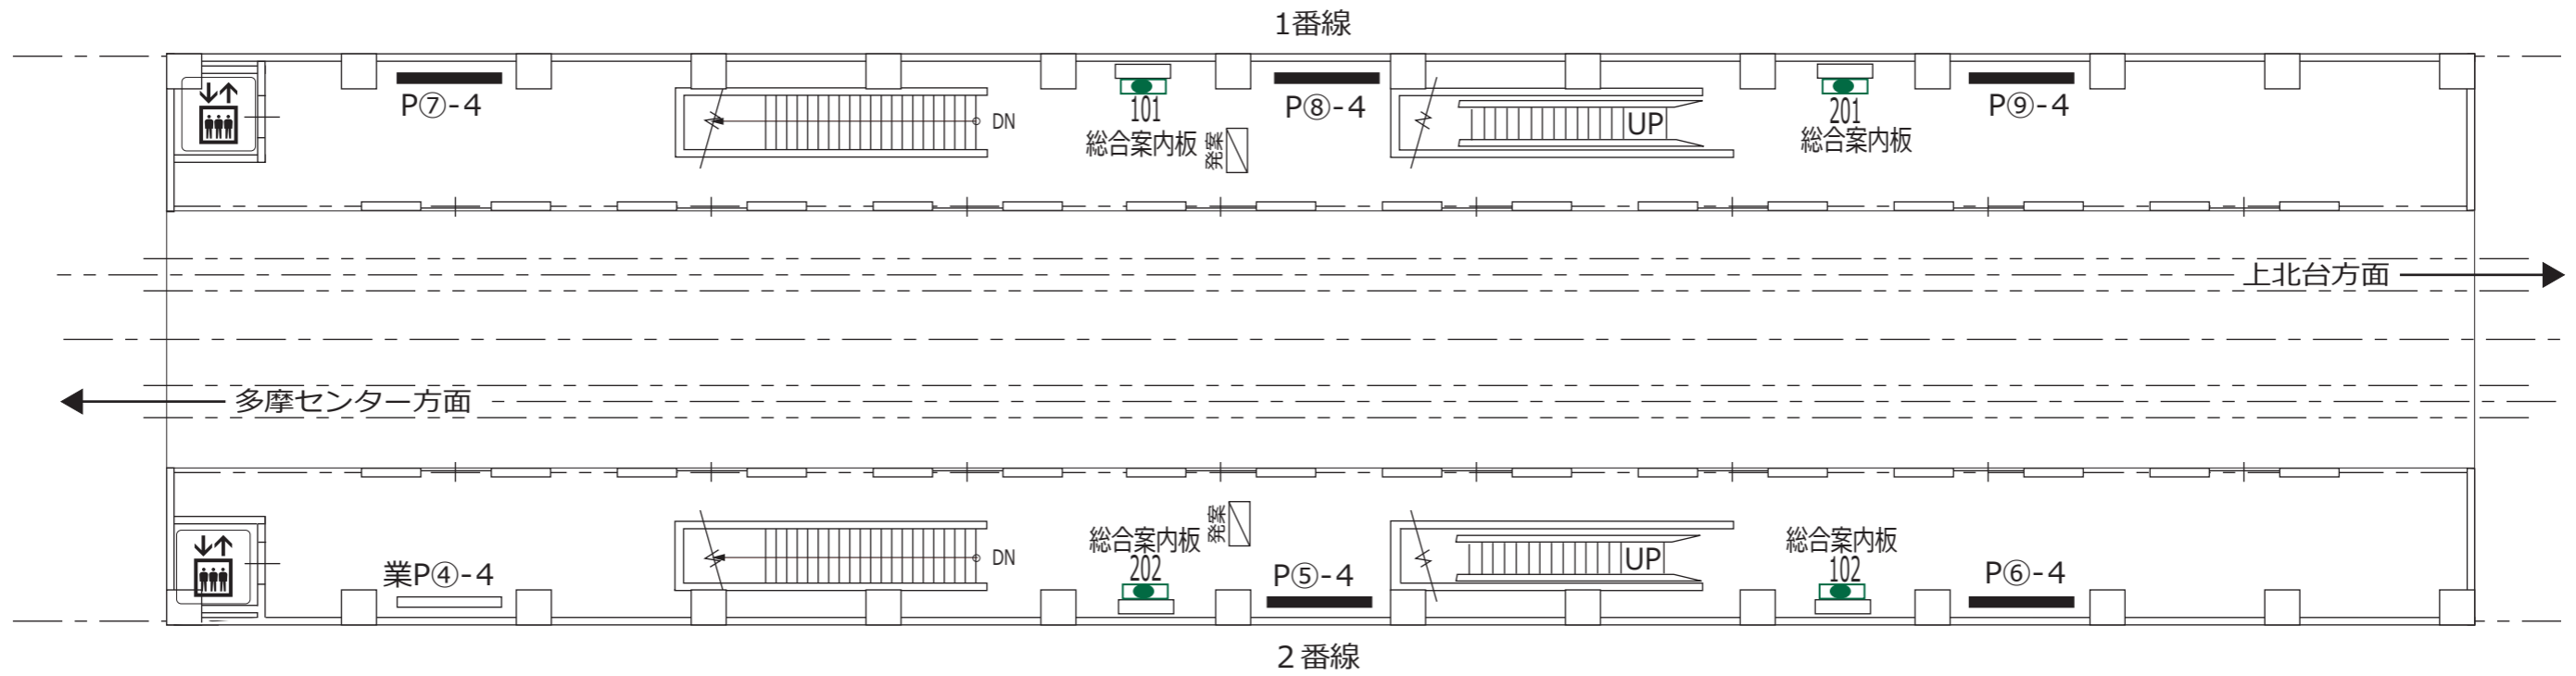 1番線
P⑦-4
DN
101
総合案内板
発案
P⑧-4
UP
201
総合案内板
P⑨-4
上北台方面
多摩センター方面
業P④-4
DN
総合案内板
202
発案
P⑤-4
UP
総合案内板
102
P⑥-4
2番線